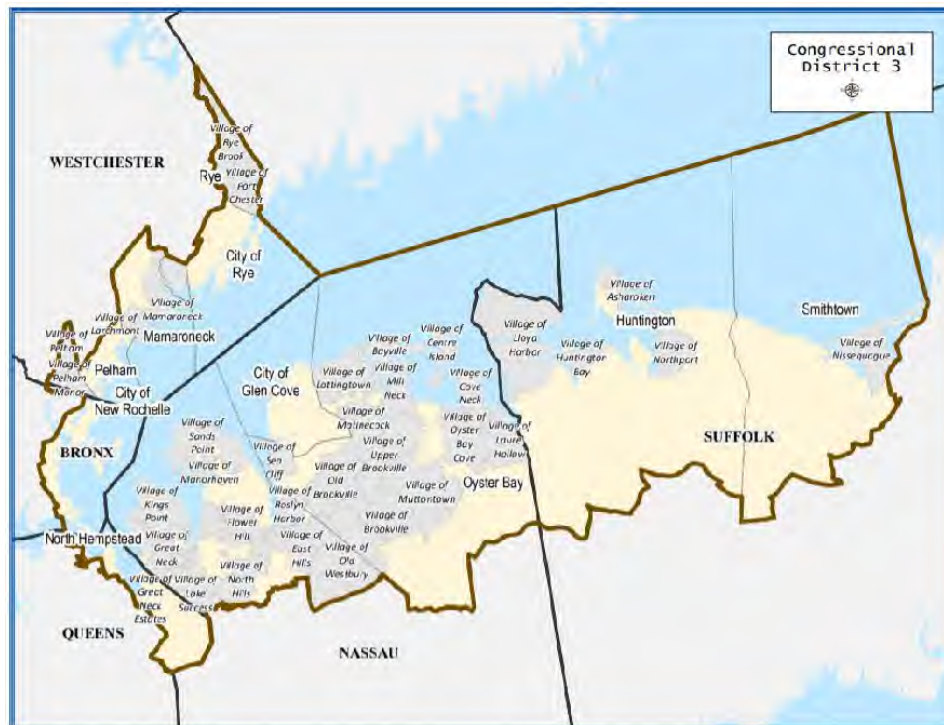 Congressional
District 3
WESTCHESTER
Village of
Rye
Brook
Rye
Village of
Port
Chester
City of
Rye
Village of
Mamaroneck
Village of
Larchmont
Mamaroneck
Village of
Pelham
Village of
Pelham
Manor
Pelham
City of
New Rochelle
BRONX
City of
Glen Cove
Village of
Bayville
Village of
Centre
Island
Village of
Lattingtown
Village of
Mill
Neck
Village of
Cove
Neck
Village of
Matinecock
Village of
Lloyd
Harbor
Village of
Asharoken
Huntington
Village of
Huntington
Bay
Village of
Northport
Smithtown
Village of
Nissequogue
SUFFOLK
Village of
Sands
Point
Village of
Manorhaven
Village of
Sea
Cliff
Village of
Upper
Brookville
Village of
Oyster
Bay
Cove
Village of
Laurel
Hollow
Oyster Bay
Village of
Old
Brookville
Village of
Muttontown
Village of
Brookville
Village of
Kings
Point
Village of
Flower
Hill
Village of
Roslyn
Harbor
North Hempstead
Village of
Great
Neck
Village of
East
Hills
Village of
Old
Westbury
Village of
Great
Neck
Estates
Village of
Lake
Success
Village of
North
Hills
QUEENS
NASSAU